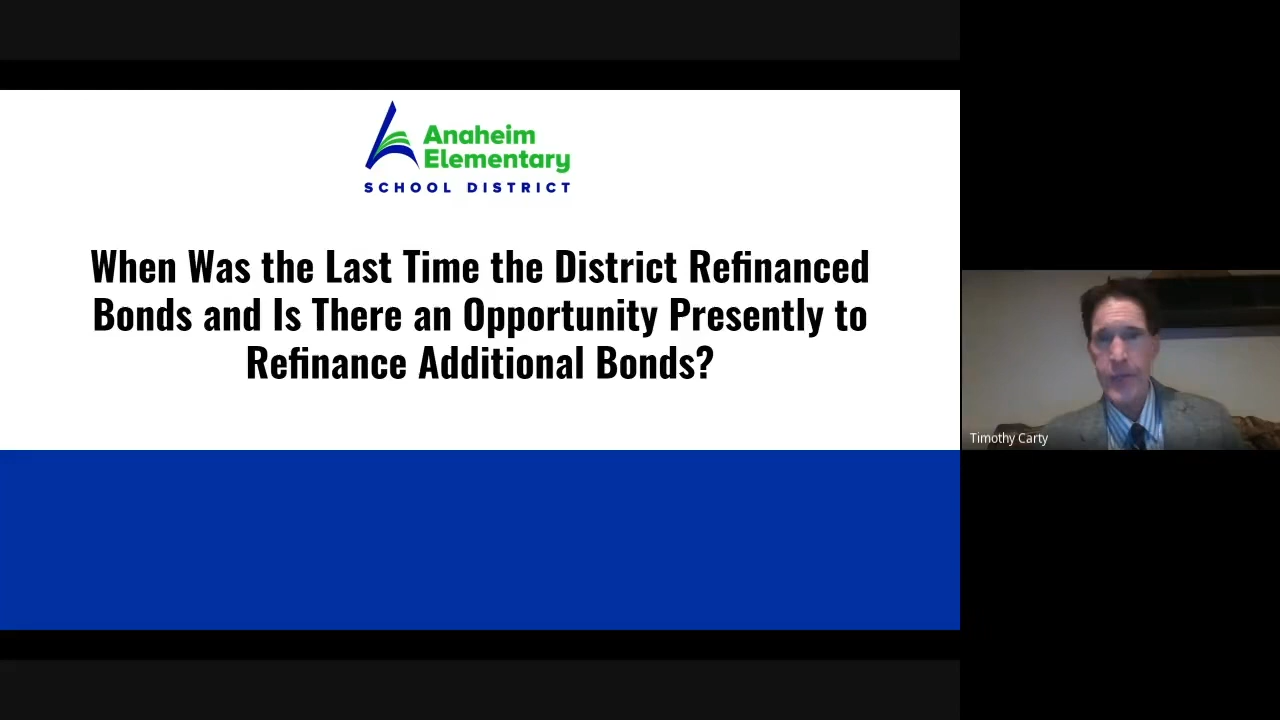 Anaheim
Elementary
SCHOOL DISTRICT
When Was the Last Time the District Refinanced
Bonds and Is There an Opportunity Presently to
Refinance Additional Bonds?
Timothy Carty